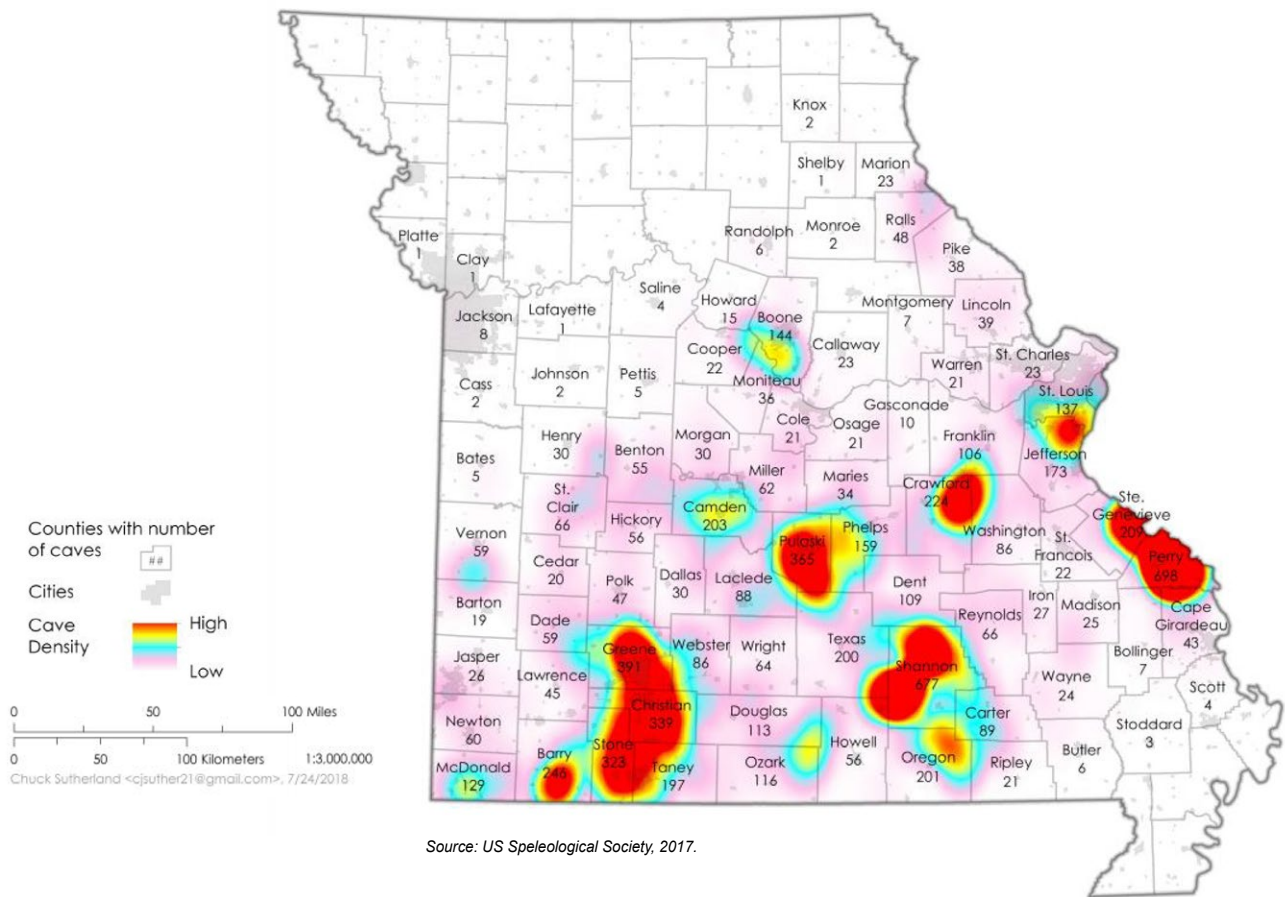 Knox
2
Shelby
1
Marion
23
Platte
1
Clay
1
Randolph
6
Monroe
2
Ralls
48
Pike
38
Saline
4
Howard
15
Boone
144
Montgomery
7
Lincoln
39
Jackson
8
Lafayette
1
Cooper
22
Callaway
23
Warren
21
St. Charles
23
Cass
2
Johnson
2
Pettis
5
Moniteau
36
Cole
21
Osage
21
Gasconade
10
St. Louis
137
Franklin
106
Jefferson
173
Bates
5
Henry
30
Benton
55
Morgan
30
Miller
62
Maries
34
Crawford
224
St.
Clair
66
Hickory
56
Camden
203
Pulaski
365
Phelps
159
Washington
86
St.
Francois
22
Ste.
Genevieve
209
Perry
698
Vernon
59
Cedar
20
Polk
47
Dallas
30
Laclede
88
Dent
109
Iron
27
Madison
25
Cape
Girardeau
43
Barton
19
Dade
59
Greene
391
Webster
86
Wright
64
Texas
200
Shannon
677
Reynolds
66
Bollinger
7
Jasper
26
Lawrence
45
Christian
339
Douglas
113
Wayne
24
Scott
4
Newton
60
Carter
89
Stoddard
3
McDonald
129
Barry
246
Stone
323
Taney
197
Ozark
116
Howell
56
Oregon
201
Ripley
21
Butler
6
Counties with number
of caves
##
Cities
Cave
Density
High
Low
0 50 100 Miles
0 50 100 Kilometers
1:3,000,000
Chuck Sutherland <cjsuther21@gmail.com>, 7/24/2018
Source: US Speleological Society, 2017.